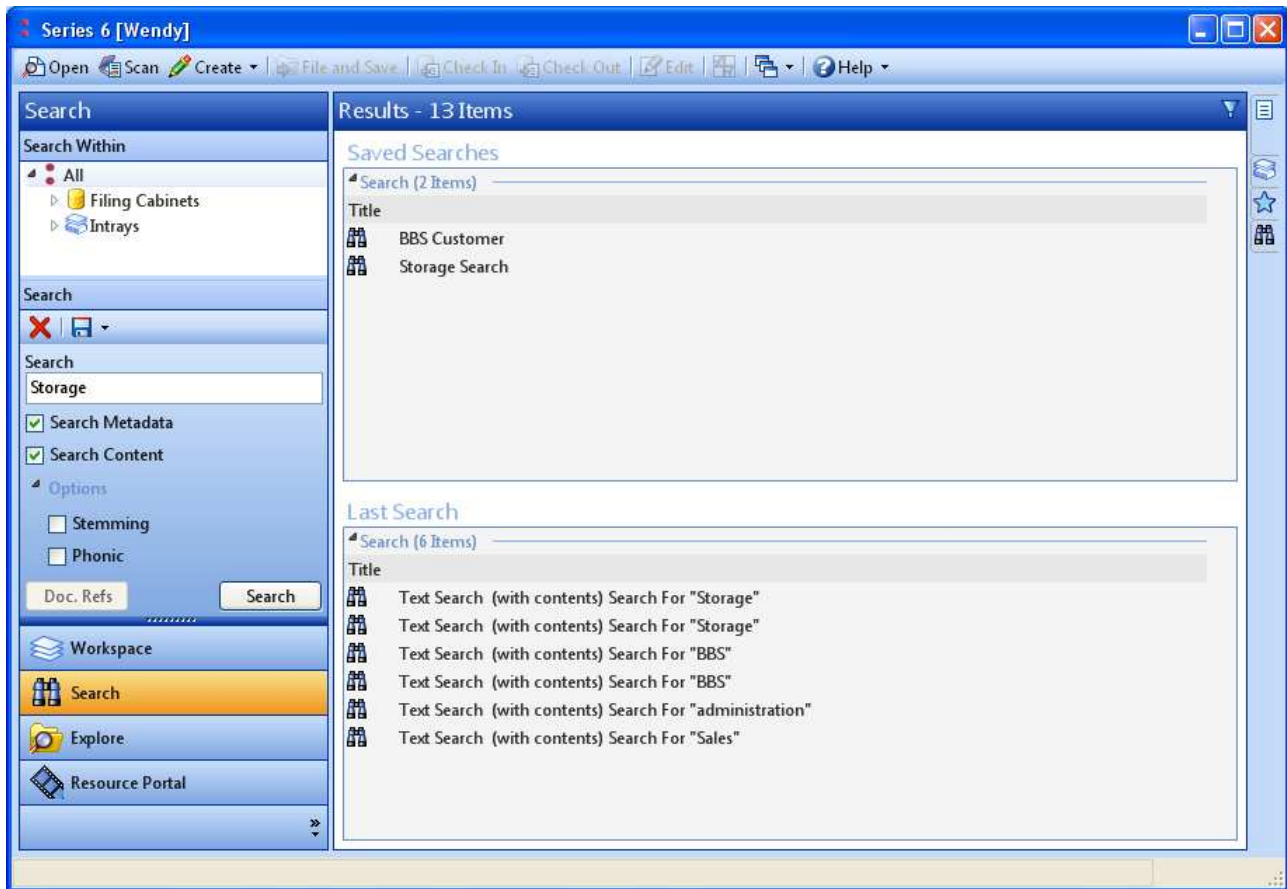 Series 6 [Wendy]
Open Scan Create File and Save Check In Check Out Edit Help
Search
Search Within
All
Filing Cabinets
Intrays
Search
Search
Storage
Search Metadata
Search Content
Options
Stemming
Phonic
Doc. Refs Search
Workspace
Search
Explore
Resource Portal
»
Results - 13 Items
Saved Searches
Search (2 Items)
Title
BBS Customer
Storage Search
Last Search
Search (6 Items)
Title
Text Search (with contents) Search For "Storage"
Text Search (with contents) Search For "Storage"
Text Search (with contents) Search For "BBS"
Text Search (with contents) Search For "BBS"
Text Search (with contents) Search For "administration"
Text Search (with contents) Search For "Sales"